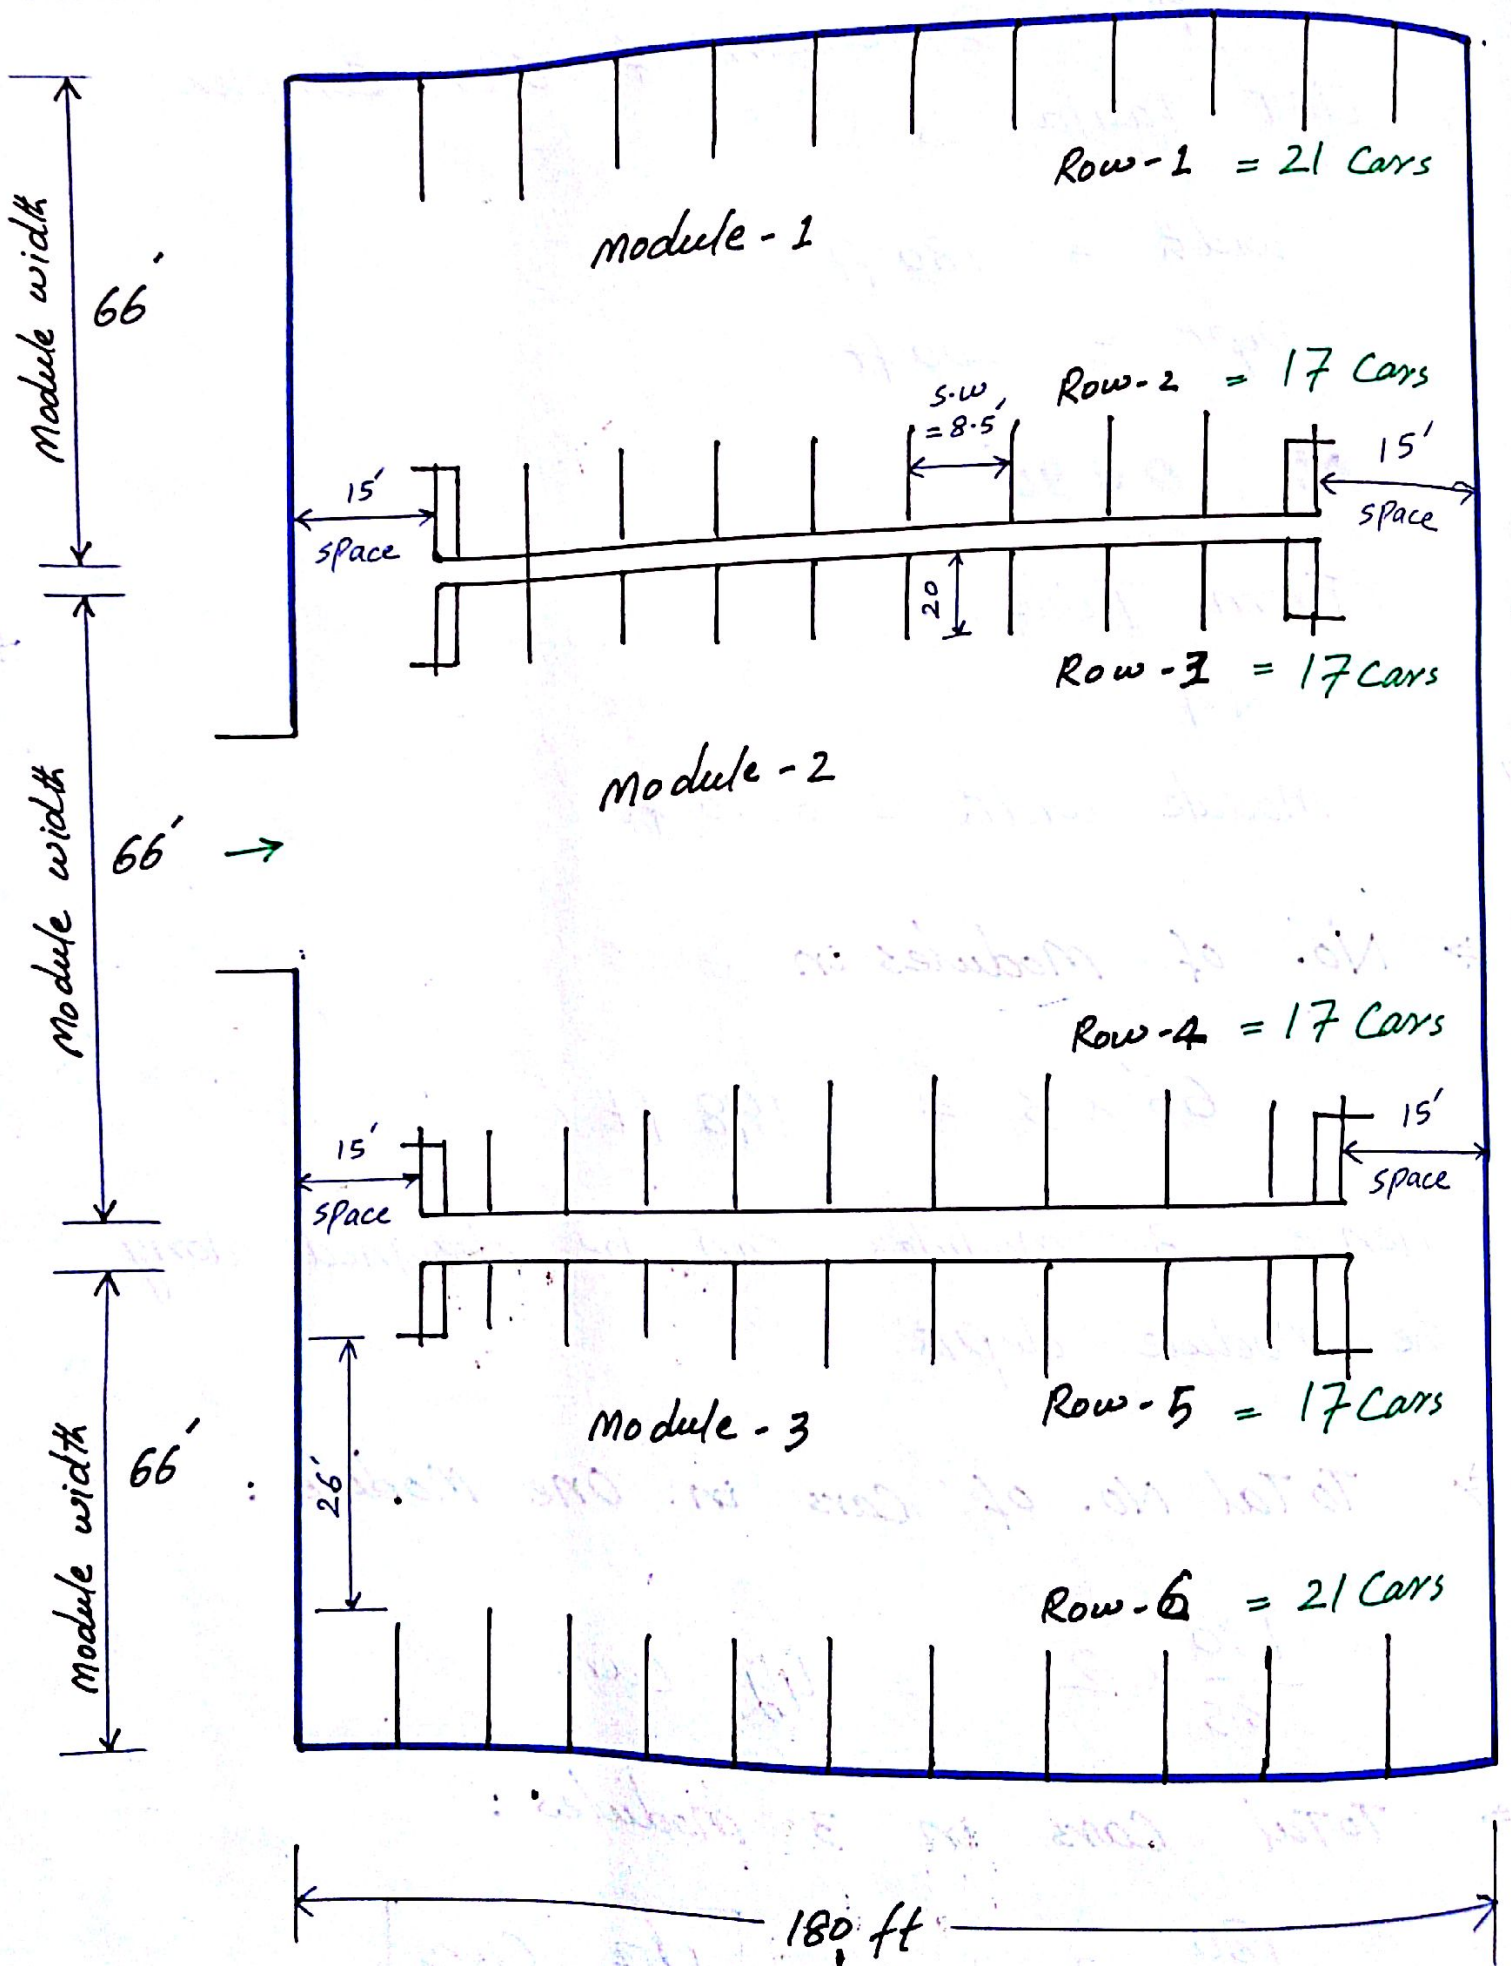 Row-1 = 21 Cars
Module-1
Module width
66'
Row-2 = 17 Cars
s.w
= 8.5'
15'
space
15'
space
20
Row-3 = 17 Cars
Module-2
Module width
66'
Row-4 = 17 Cars
15'
space
15'
space
Row-5 = 17 Cars
Module-3
Module width
66'
26'
Row-6 = 21 Cars
180 ft